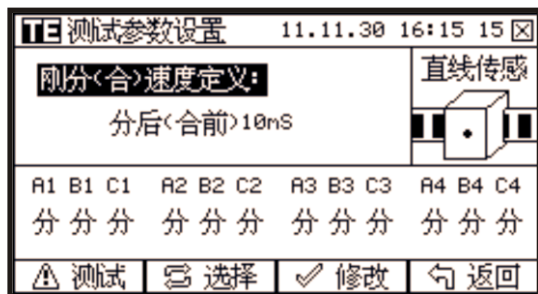 TE 测试参数设置 11.11.30 16:15 15
刚分(合)速度定义:
直线传感
分后(合前)10mS
A1 B1 C1 A2 B2 C2 A3 B3 C3 A4 B4 C4
分 分 分 分 分 分 分 分 分 分 分 分
测试 选择 修改 返回